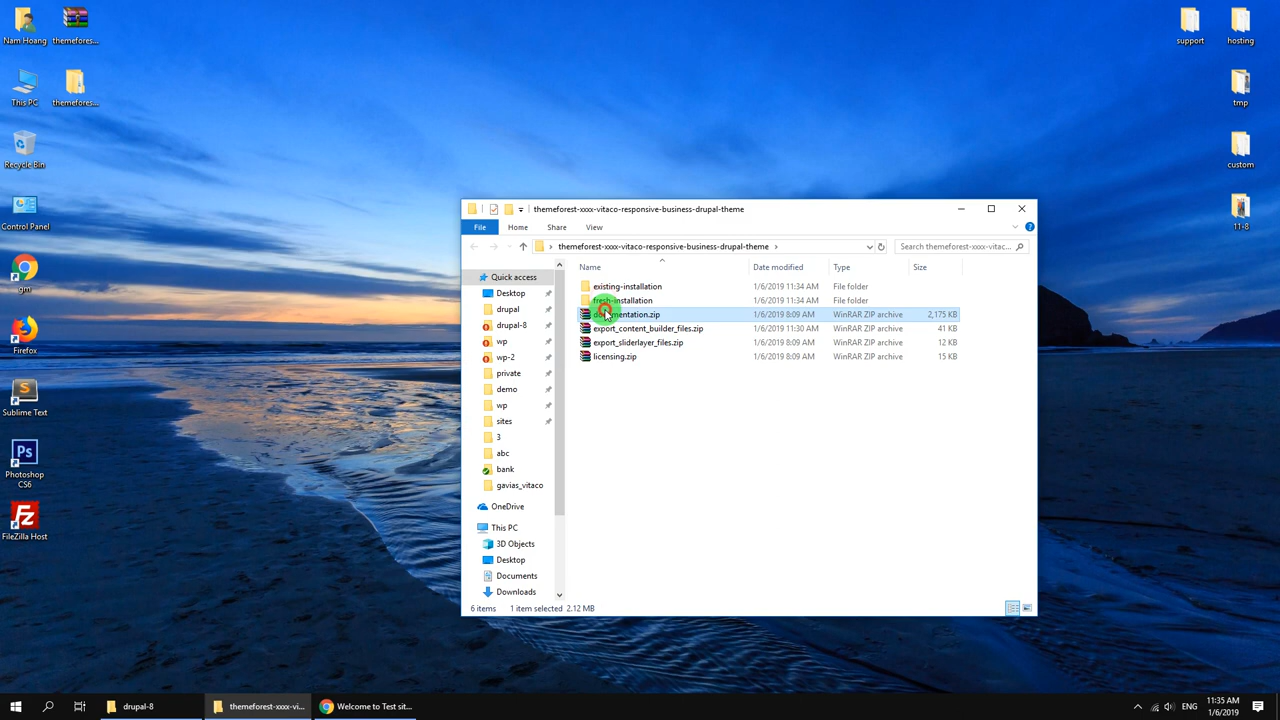 Nam Hoang
themefores...
This PC
themefores...
Recycle Bin
Control Panel
gm
Firefox
Sublime Text
Photoshop
CS6
FileZilla Host
support
hosting
tmp
custom
11-8
themeforest-xxxx-vitaco-responsive-business-drupal-theme
File
Home
Share
View
themeforest-xxxx-vitaco-responsive-business-drupal-theme
Search themeforest-xxxx-vitac...
Name
Date modified
Type
Size
existing-installation
1/6/2019 11:34 AM
File folder
fresh-installation
1/6/2019 11:34 AM
File folder
documentation.zip
1/6/2019 8:09 AM
WinRAR ZIP archive
2,175 KB
export_content_builder_files.zip
1/6/2019 11:30 AM
WinRAR ZIP archive
41 KB
export_sliderlayer_files.zip
1/6/2019 8:09 AM
WinRAR ZIP archive
12 KB
licensing.zip
1/6/2019 8:09 AM
WinRAR ZIP archive
15 KB
Quick access
Desktop
drupal
drupal-8
wp
wp-2
private
demo
wp
sites
3
abc
bank
gavias_vitaco
OneDrive
This PC
3D Objects
Desktop
Documents
Downloads
6 items
1 item selected 2.12 MB
drupal-8
themeforest-xxxx-vi...
Welcome to Test sit...
ENG
11:35 AM
1/6/2019